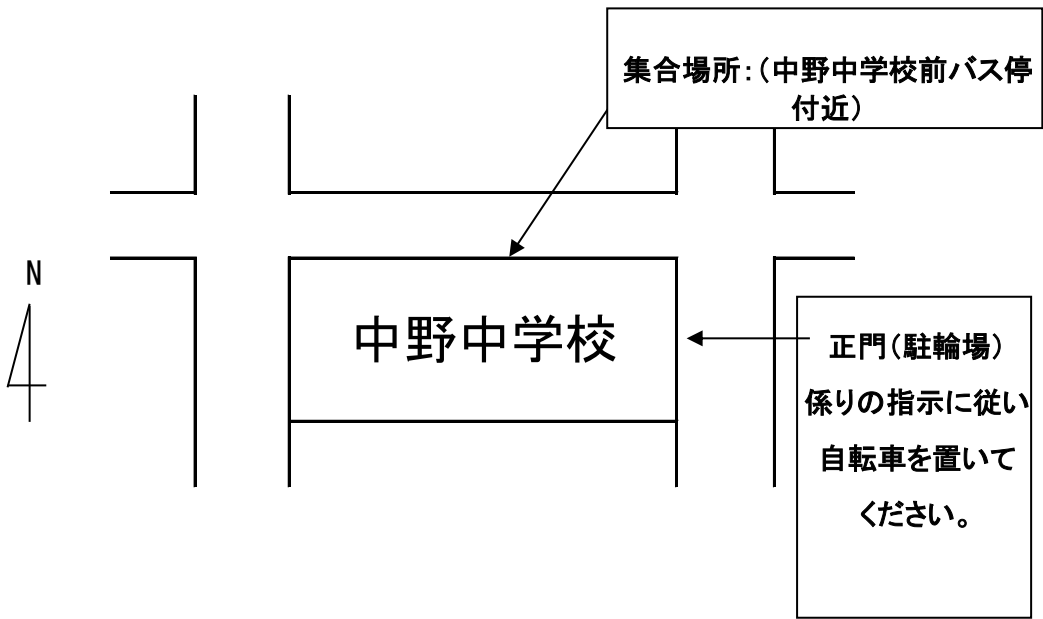 集合場所：（中野中学校前バス停
付近）
N
中野中学校
正門（駐輪場）
係りの指示に従い
自転車を置いて
ください。